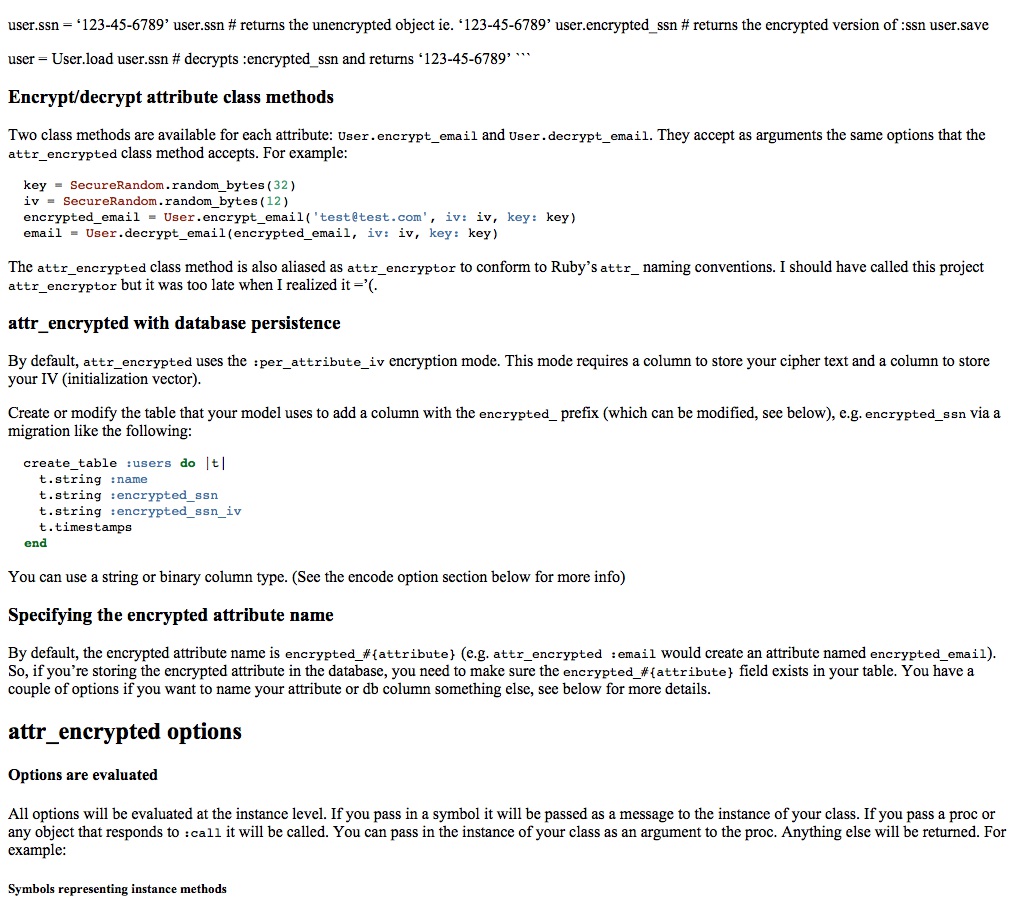 user.ssn = ‘123-45-6789’ user.ssn # returns the unencrypted object ie. ‘123-45-6789’ user.encrypted_ssn # returns the encrypted version of :ssn user.save
user = User.load user.ssn # decrypts :encrypted_ssn and returns ‘123-45-6789’ ```
Encrypt/decrypt attribute class methods
Two class methods are available for each attribute: User.encrypt_email and User.decrypt_email. They accept as arguments the same options that the
attr_encrypted class method accepts. For example:
key = SecureRandom.random_bytes(32)
iv = SecureRandom.random_bytes(12)
encrypted_email = User.encrypt_email('test@test.com', iv: iv, key: key)
email = User.decrypt_email(encrypted_email, iv: iv, key: key)
The attr_encrypted class method is also aliased as attr_encryptor to conform to Ruby’s attr_ naming conventions. I should have called this project
attr_encryptor but it was too late when I realized it =’(.
attr_encrypted with database persistence
By default, attr_encrypted uses the :per_attribute_iv encryption mode. This mode requires a column to store your cipher text and a column to store
your IV (initialization vector).
Create or modify the table that your model uses to add a column with the encrypted_ prefix (which can be modified, see below), e.g. encrypted_ssn via a
migration like the following:
create_table :users do |t|
  t.string :name
  t.string :encrypted_ssn
  t.string :encrypted_ssn_iv
  t.timestamps
end
You can use a string or binary column type. (See the encode option section below for more info)
Specifying the encrypted attribute name
By default, the encrypted attribute name is encrypted_#{attribute} (e.g. attr_encrypted :email would create an attribute named encrypted_email).
So, if you’re storing the encrypted attribute in the database, you need to make sure the encrypted_#{attribute} field exists in your table. You have a
couple of options if you want to name your attribute or db column something else, see below for more details.
attr_encrypted options
Options are evaluated
All options will be evaluated at the instance level. If you pass in a symbol it will be passed as a message to the instance of your class. If you pass a proc or
any object that responds to :call it will be called. You can pass in the instance of your class as an argument to the proc. Anything else will be returned. For
example:
Symbols representing instance methods